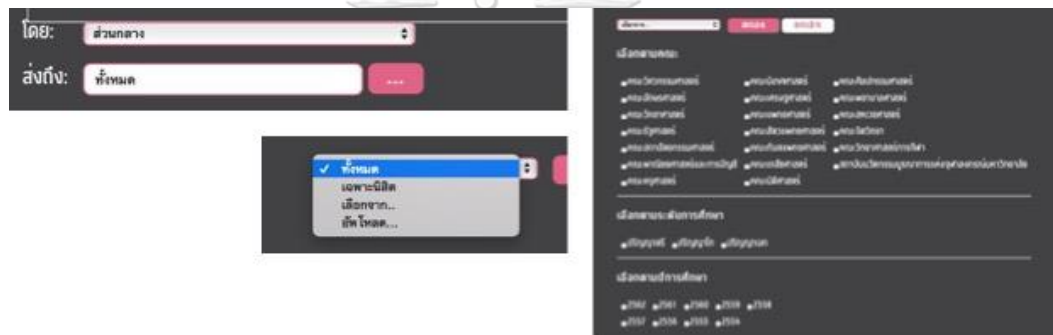 โดย: ส่วนกลาง
ส่งถึง: ทั้งหมด ...
✓ ทั้งหมด
เฉพาะนิสิต
เลือกจาก..
อัพโหลด...
เลือกจาก..
เลือกตามคณะ
คณะวิศวกรรมศาสตร์ คณะนิเทศศาสตร์ คณะศิลปกรรมศาสตร์
คณะอักษรศาสตร์ คณะเศรษฐศาสตร์ คณะพยาบาลศาสตร์
คณะวิทยาศาสตร์ คณะแพทยศาสตร์ คณะสหเวชศาสตร์
คณะรัฐศาสตร์ คณะสัตวแพทยศาสตร์ คณะจิตวิทยา
คณะสถาปัตยกรรมศาสตร์ คณะทันตแพทยศาสตร์ คณะวิทยาศาสตร์การกีฬา
คณะพาณิชยศาสตร์และการบัญชี คณะเภสัชศาสตร์
คณะครุศาสตร์ คณะนิติศาสตร์
เลือกตามระดับการศึกษา
ปริญญาตรี ปริญญาโท ปริญญาเอก
เลือกตามปีการศึกษา
2562 2561 2560 2559 2558
2557 2556 2555 2554